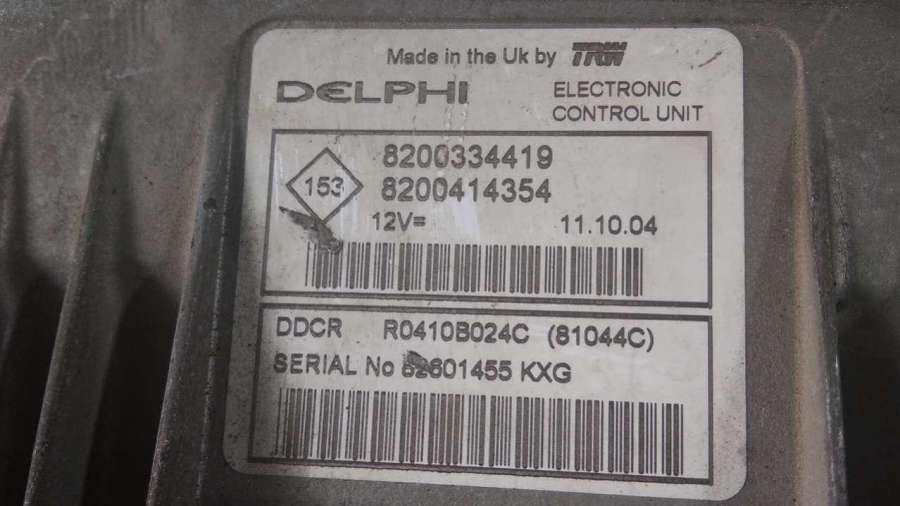 Made in the Uk by TRW
DELPHI
ELECTRONIC
CONTROL UNIT
153
8200334419
8200414354
12V= 11.10.04
DDCR R0410B024C (81044C)
SERIAL No 82601455 KXG